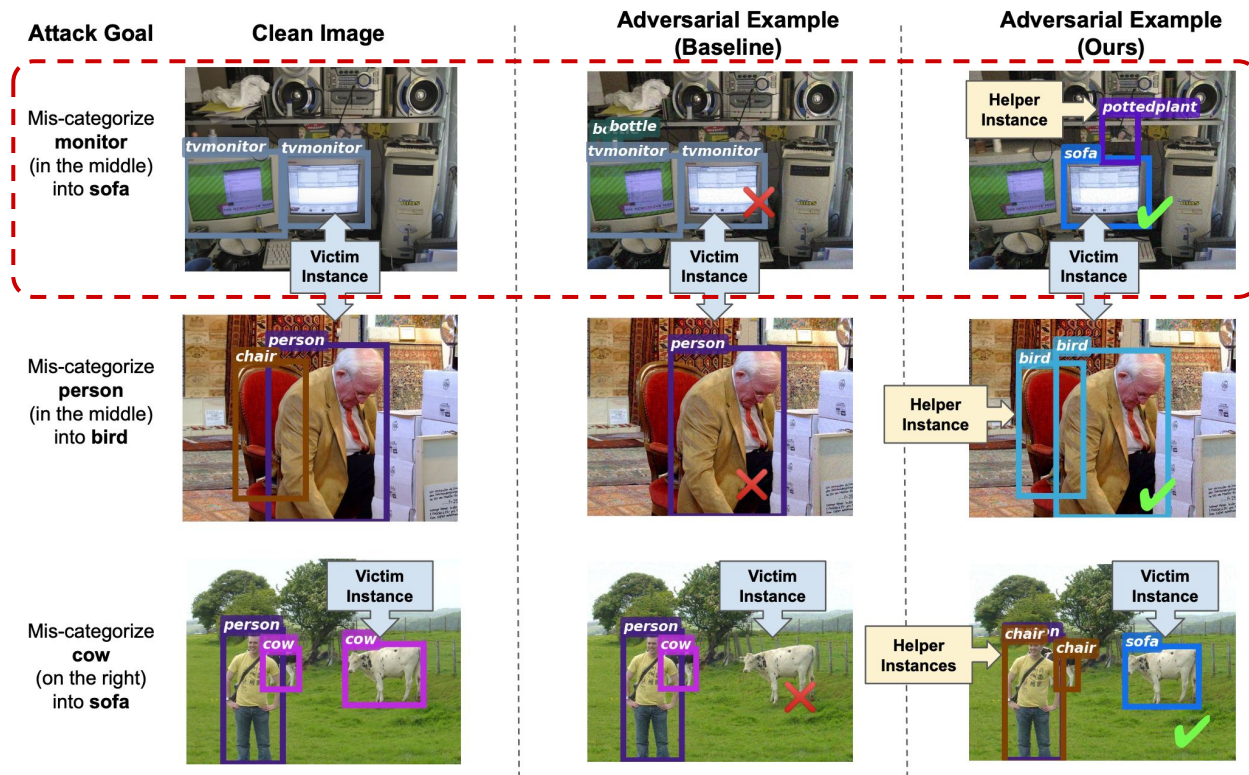 Attack Goal
Clean Image
Adversarial Example
(Baseline)
Adversarial Example
(Ours)
Mis-categorize
monitor
(in the middle)
into sofa
tvmonitor
tvmonitor
Victim
Instance
bottle
tvmonitor
tvmonitor
Victim
Instance
Helper
Instance
pottedplant
sofa
Victim
Instance
Mis-categorize
person
(in the middle)
into bird
chair
person
person
Helper
Instance
bird
bird
Mis-categorize
cow
(on the right)
into sofa
Victim
Instance
person
cow
cow
Victim
Instance
person
cow
Helper
Instances
Victim
Instance
chair
chair
sofa